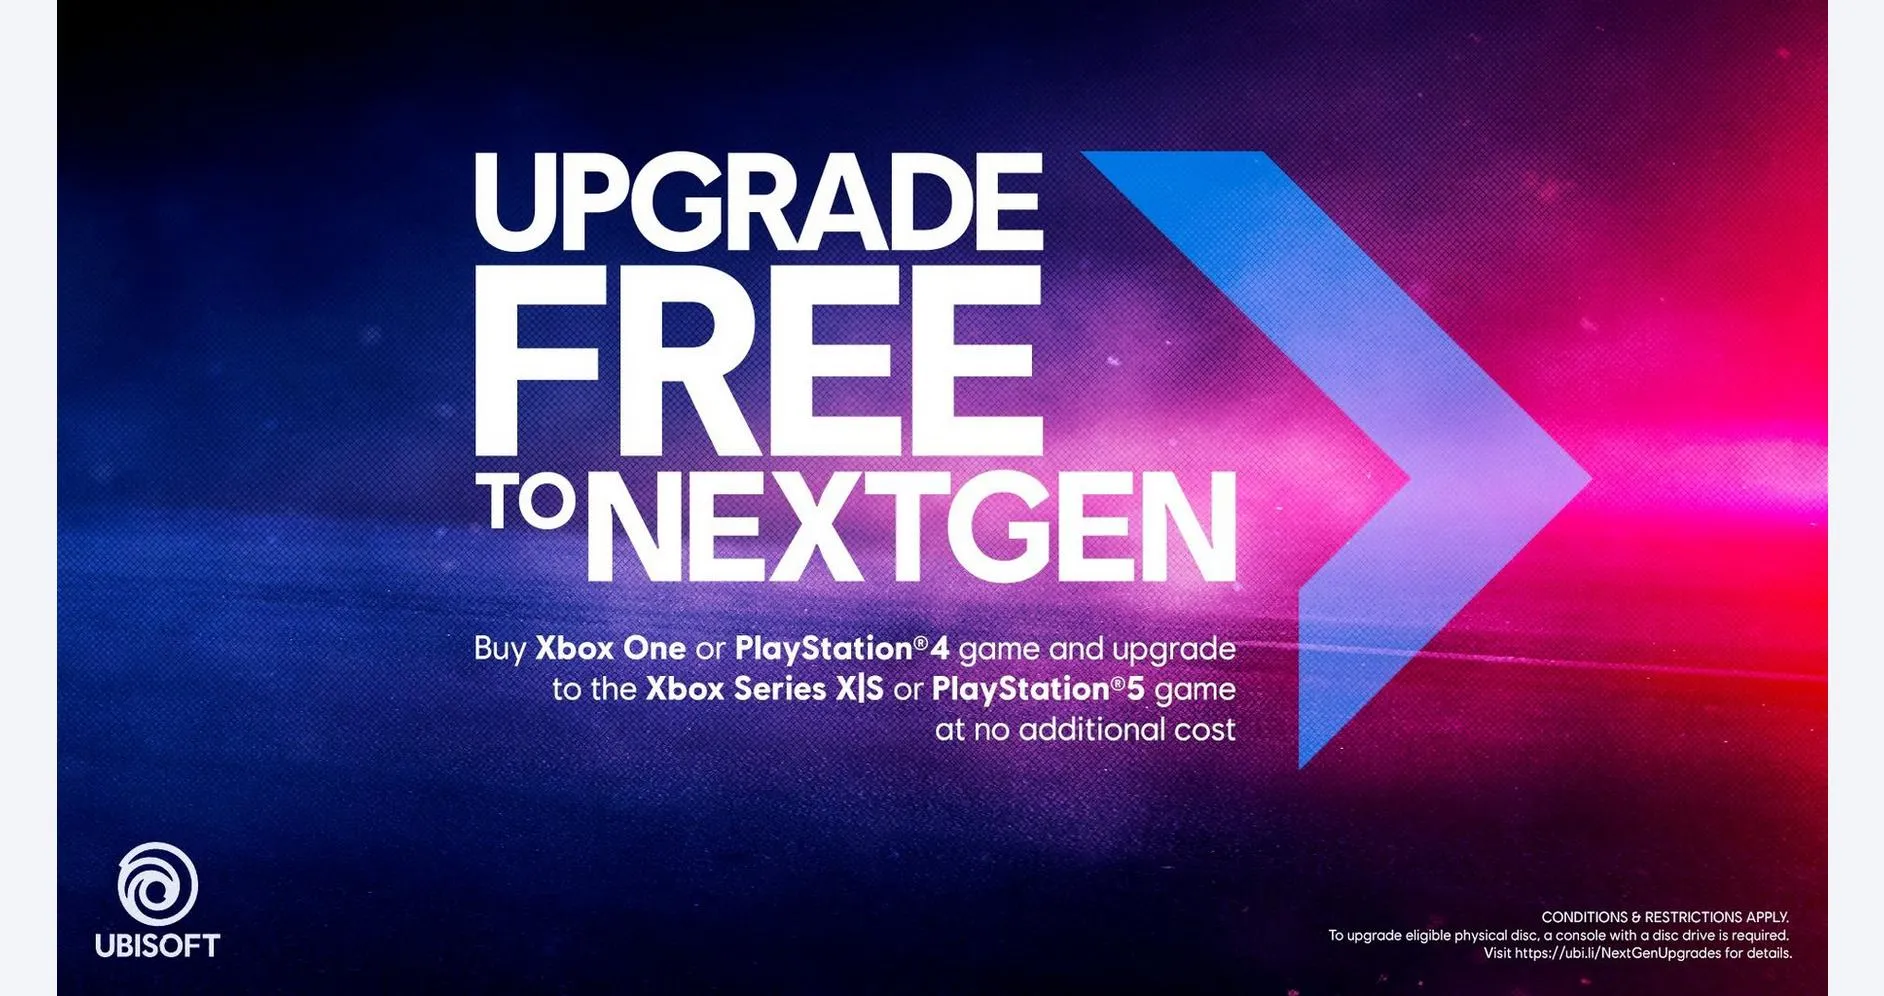 UPGRADE
FREE
TO NEXTGEN
Buy Xbox One or PlayStation®4 game and upgrade
to the Xbox Series X|S or PlayStation®5 game
at no additional cost
UBISOFT
CONDITIONS & RESTRICTIONS APPLY.
To upgrade eligible physical disc, a console with a disc drive is required.
Visit https://ubi.li/NextGenUpgrades for details.